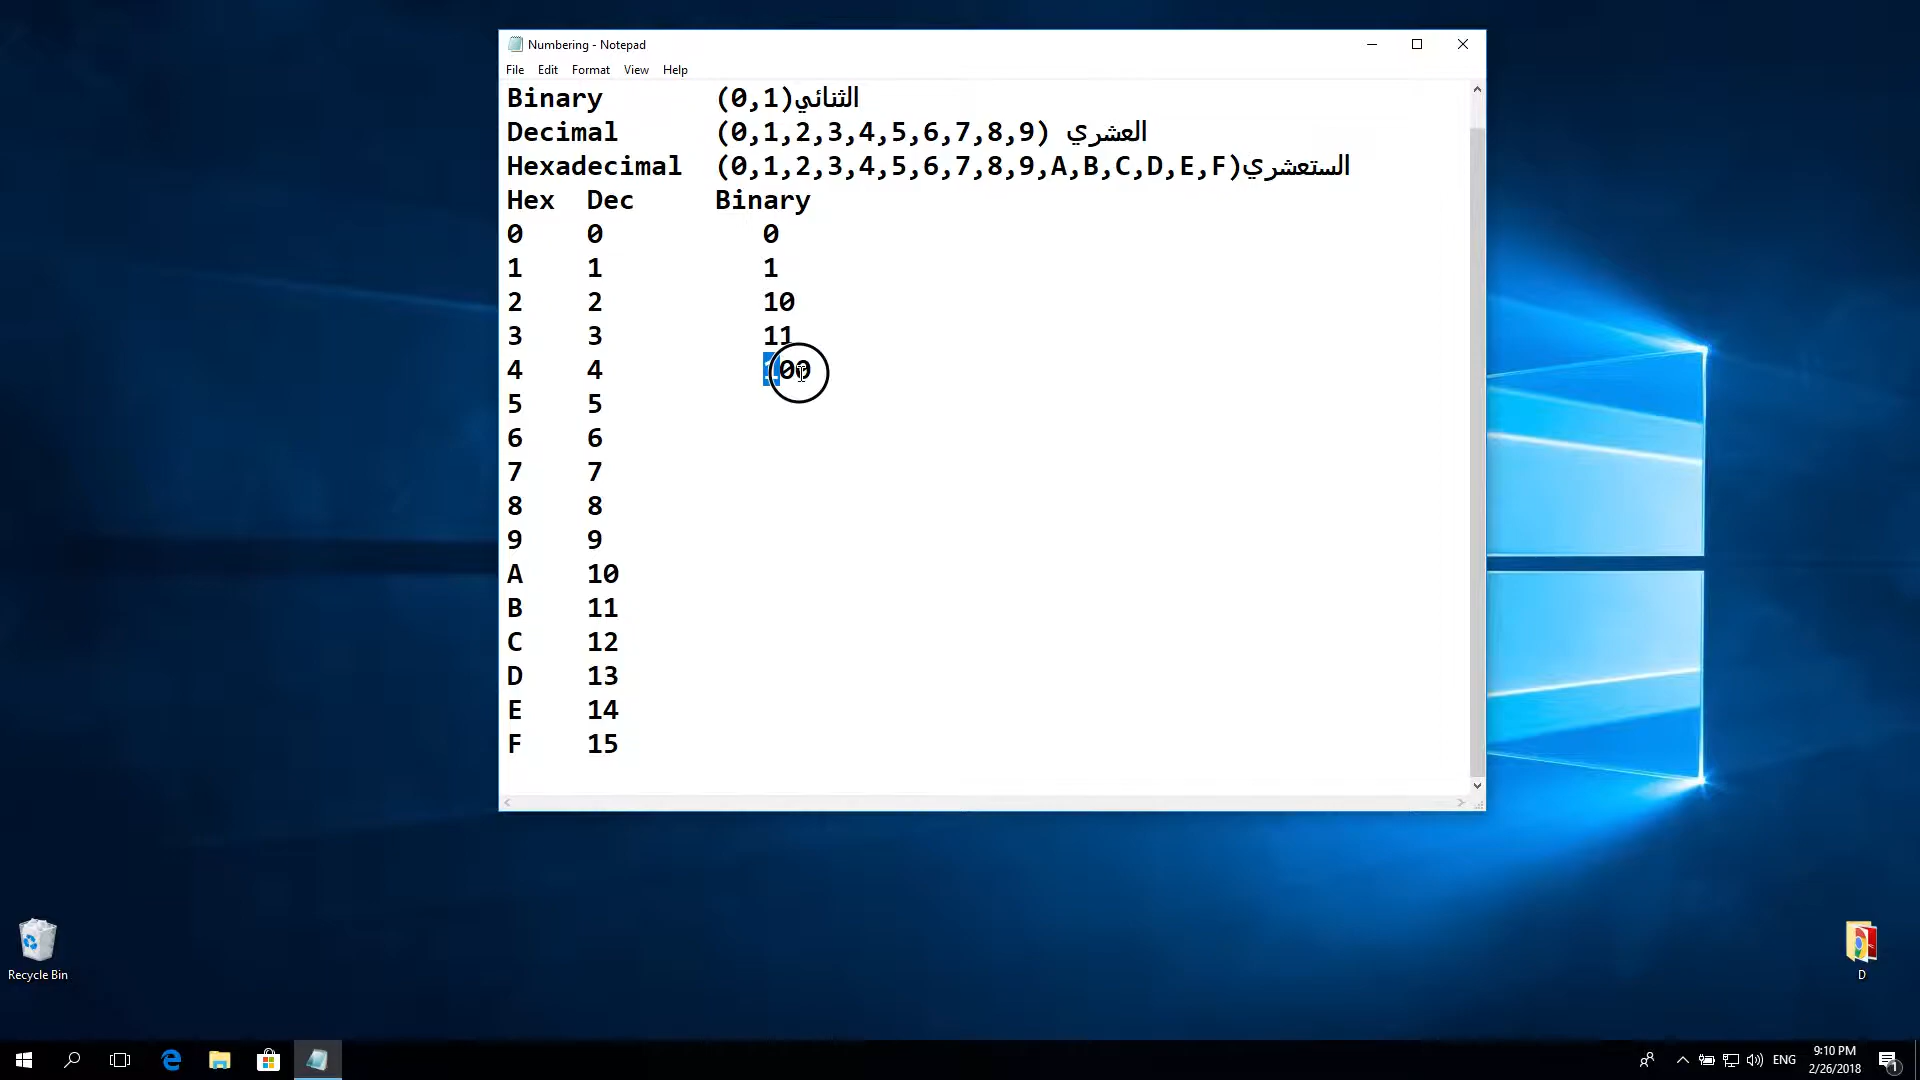 Numbering - Notepad
File Edit Format View Help
Binary (0,1)الثنائي
Decimal (0,1,2,3,4,5,6,7,8,9) العشري
Hexadecimal (0,1,2,3,4,5,6,7,8,9,A,B,C,D,E,F)الستعشري
Hex Dec Binary
0 0 0
1 1 1
2 2 10
3 3 11
4 4 100
5 5
6 6
7 7
8 8
9 9
A 10
B 11
C 12
D 13
E 14
F 15
Recycle Bin
D
ENG
9:10 PM
2/26/2018
1